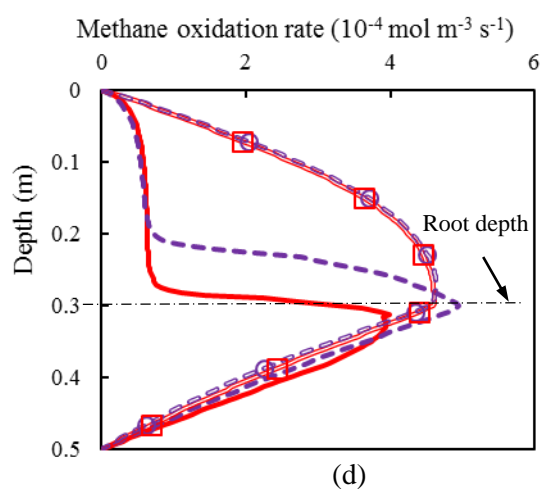 Methane oxidation rate (10⁻⁴ mol m⁻³ s⁻¹)
0 2 4 6
0
0.1
0.2
0.3
0.4
0.5
Depth (m)
Root depth
(d)